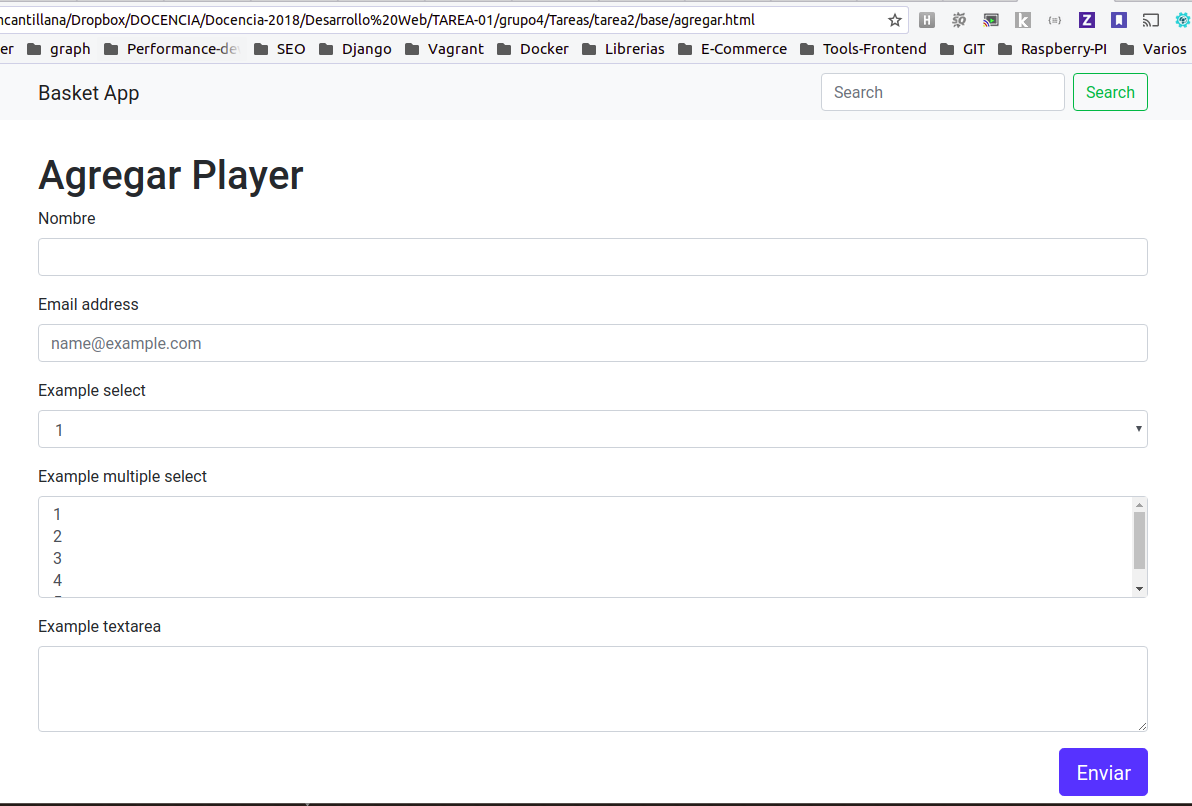 ncantillana/Dropbox/DOCENCIA/Docencia-2018/Desarrollo%20Web/TAREA-01/grupo4/Tareas/tarea2/base/agregar.html
er graph Performance-dev SEO Django Vagrant Docker Librerias E-Commerce Tools-Frontend GIT Raspberry-PI Varios
Basket App Search Search
Agregar Player
Nombre
Email address
name@example.com
Example select
1
Example multiple select
1
2
3
4
Example textarea
Enviar